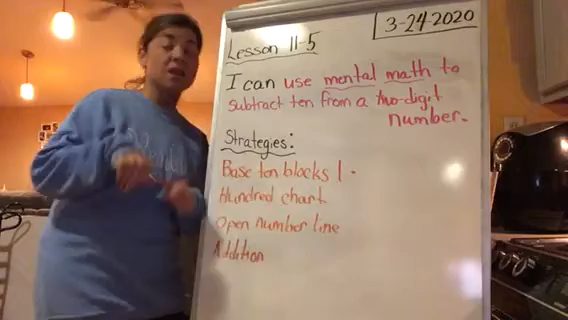 3-24-2020
Lesson 11-5
I can use mental math to
subtract ten from a two-digit
number.
Strategies:
Base ten blocks | .
Hundred chart
Open number line
Addition